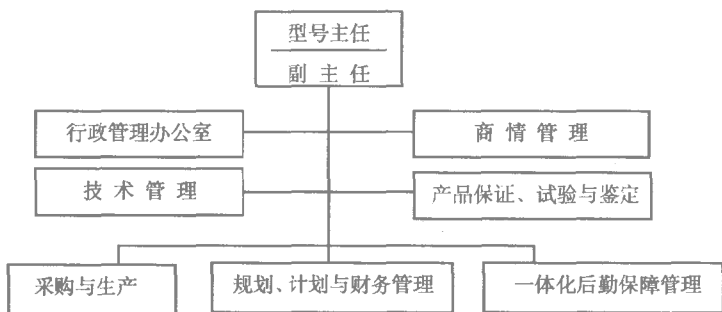 型号主任
副主任
行政管理办公室
商情管理
技术管理
产品保证、试验与鉴定
采购与生产
规划、计划与财务管理
一体化后勤保障管理